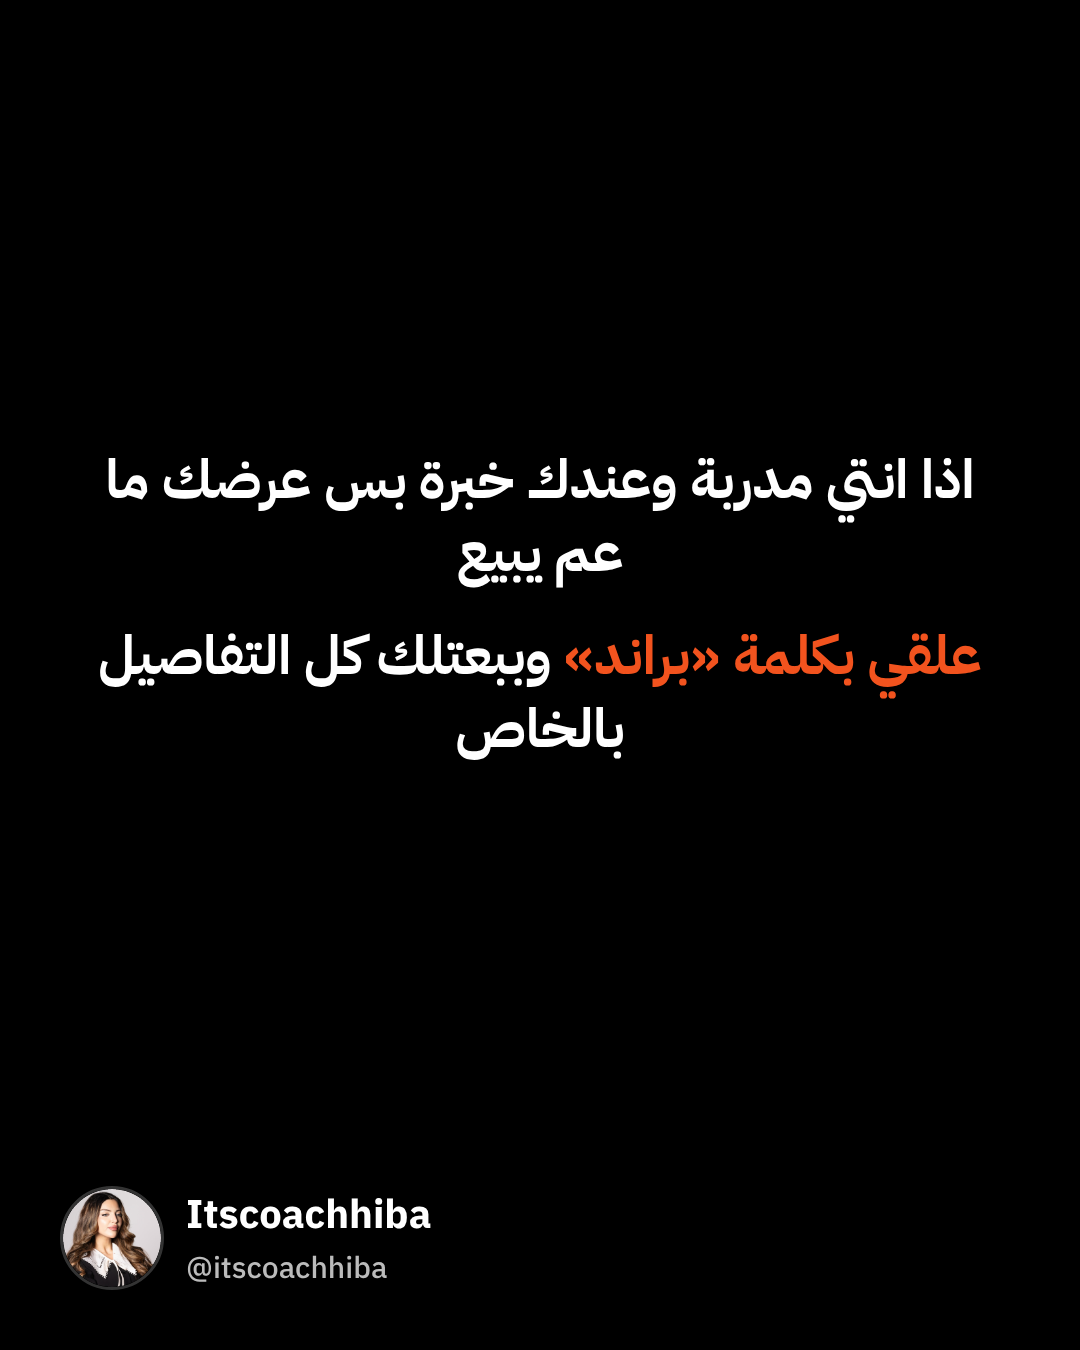 اذا انتي مدربة وعندك خبرة بس عرضك ما
عم يبيع
علقي بكلمة «براند» وببعتلك كل التفاصيل
بالخاص
Itscoachhiba
@itscoachhiba